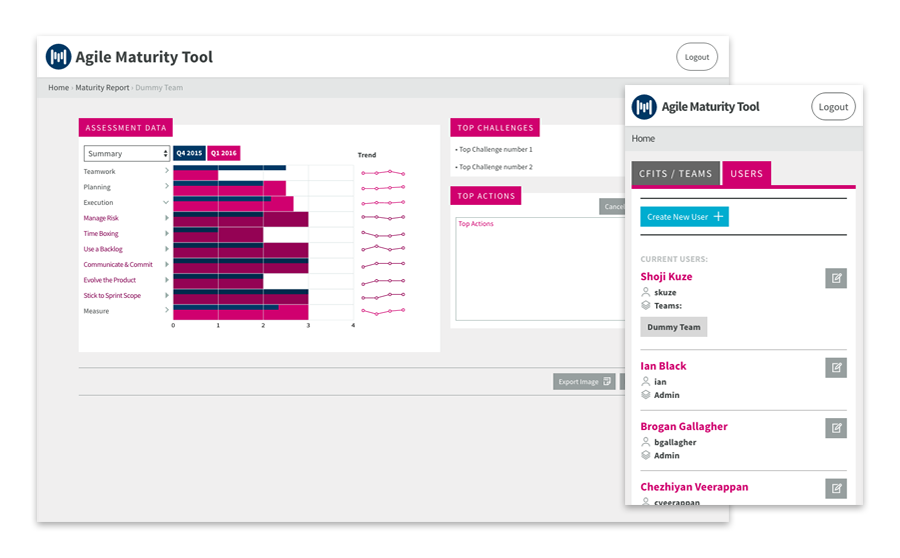 Agile Maturity Tool
Logout
Home › Maturity Report › Dummy Team
ASSESSMENT DATA
Summary
Q4 2015
Q1 2016
Trend
Teamwork
Planning
Execution
Manage Risk
Time Boxing
Use a Backlog
Communicate & Commit
Evolve the Product
Stick to Sprint Scope
Measure
0 1 2 3 4
TOP CHALLENGES
• Top Challenge number 1
• Top Challenge number 2
TOP ACTIONS
Cancel
Top Actions
Export Image
Agile Maturity Tool
Logout
Home
CFITS / TEAMS
USERS
Create New User +
CURRENT USERS:
Shoji Kuze
skuze
Teams:
Dummy Team
Ian Black
ian
Admin
Brogan Gallagher
bgallagher
Admin
Chezhiyan Veerappan
cveerappan